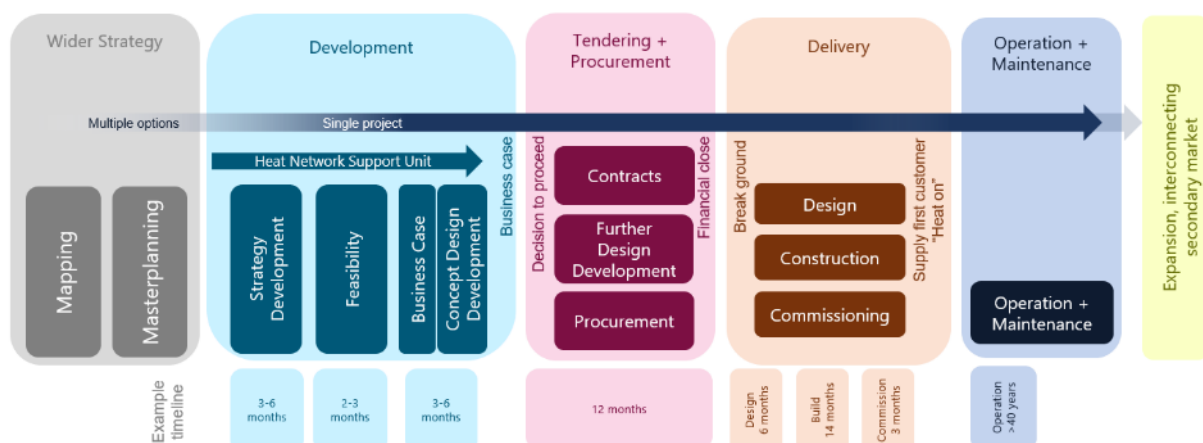 Wider Strategy
Development
Tendering +
Procurement
Delivery
Operation +
Maintenance
Multiple options
Single project
Heat Network Support Unit
Mapping
Masterplanning
Strategy
Development
Feasibility
Business Case
Concept Design
Development
Business case
Decision to proceed
Contracts
Further
Design
Development
Procurement
Financial close
Break ground
Design
Construction
Commissioning
Supply first customer
"Heat on"
Operation +
Maintenance
Expansion, interconnecting
secondary market
Example
timeline
3-6
months
2-3
months
3-6
months
12 months
Design
6 months
Build
14 months
Commission
3 months
Operation
>40 years